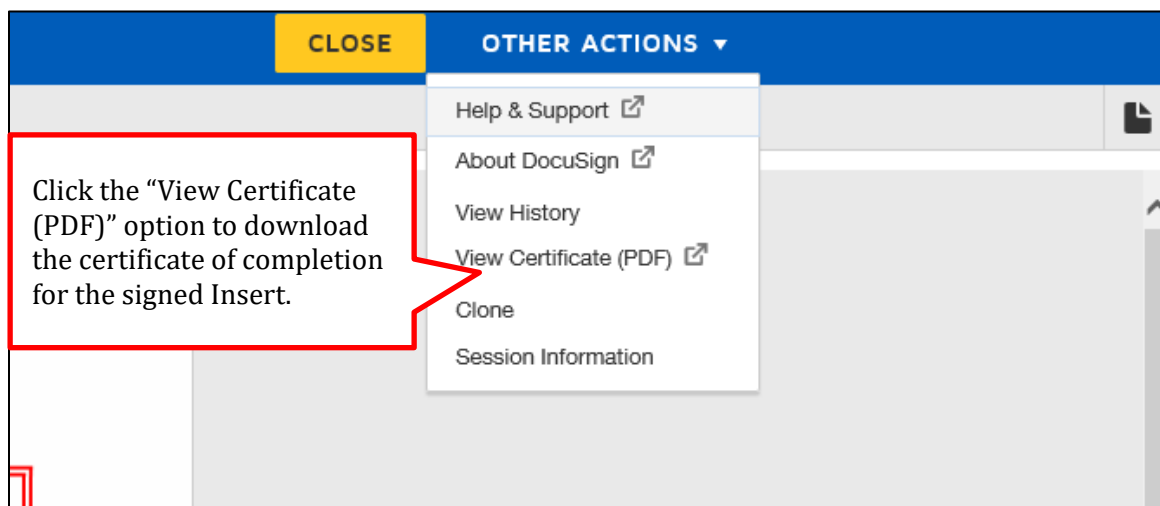 CLOSE OTHER ACTIONS
Help & Support
About DocuSign
View History
View Certificate (PDF)
Clone
Session Information
Click the “View Certificate
(PDF)” option to download
the certificate of completion
for the signed Insert.